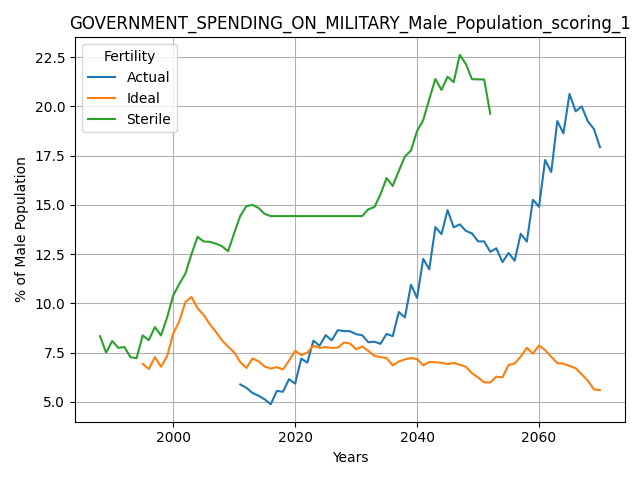 GOVERNMENT_SPENDING_ON_MILITARY_Male_Population_scoring_1
Fertility
Actual
Ideal
Sterile
% of Male Population
22.5
20.0
17.5
15.0
12.5
10.0
7.5
5.0
2000 2020 2040 2060
Years